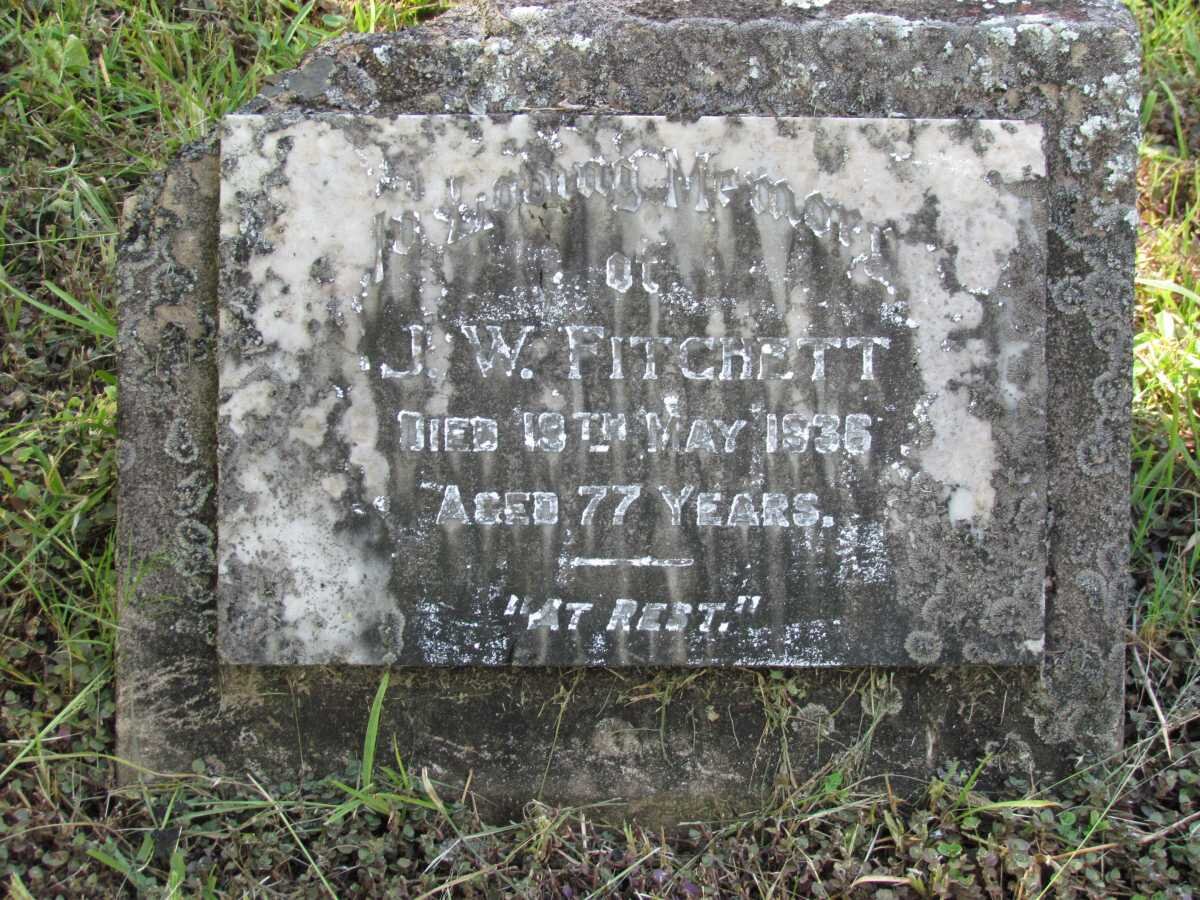 In Loving Memory
of
J. W. FITCHETT
DIED 19TH MAY 1936
AGED 77 YEARS.
"AT REST."